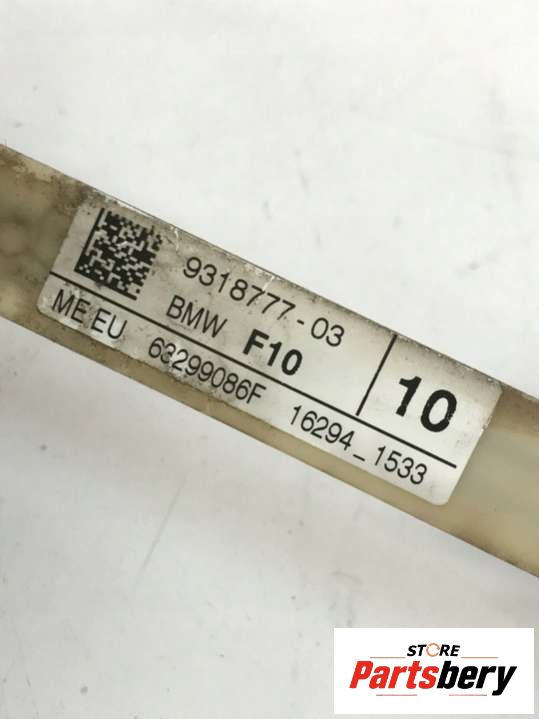 9318777-03
BMW F10
10
ME EU 63299086F 16294_1533
STORE
Partsbery